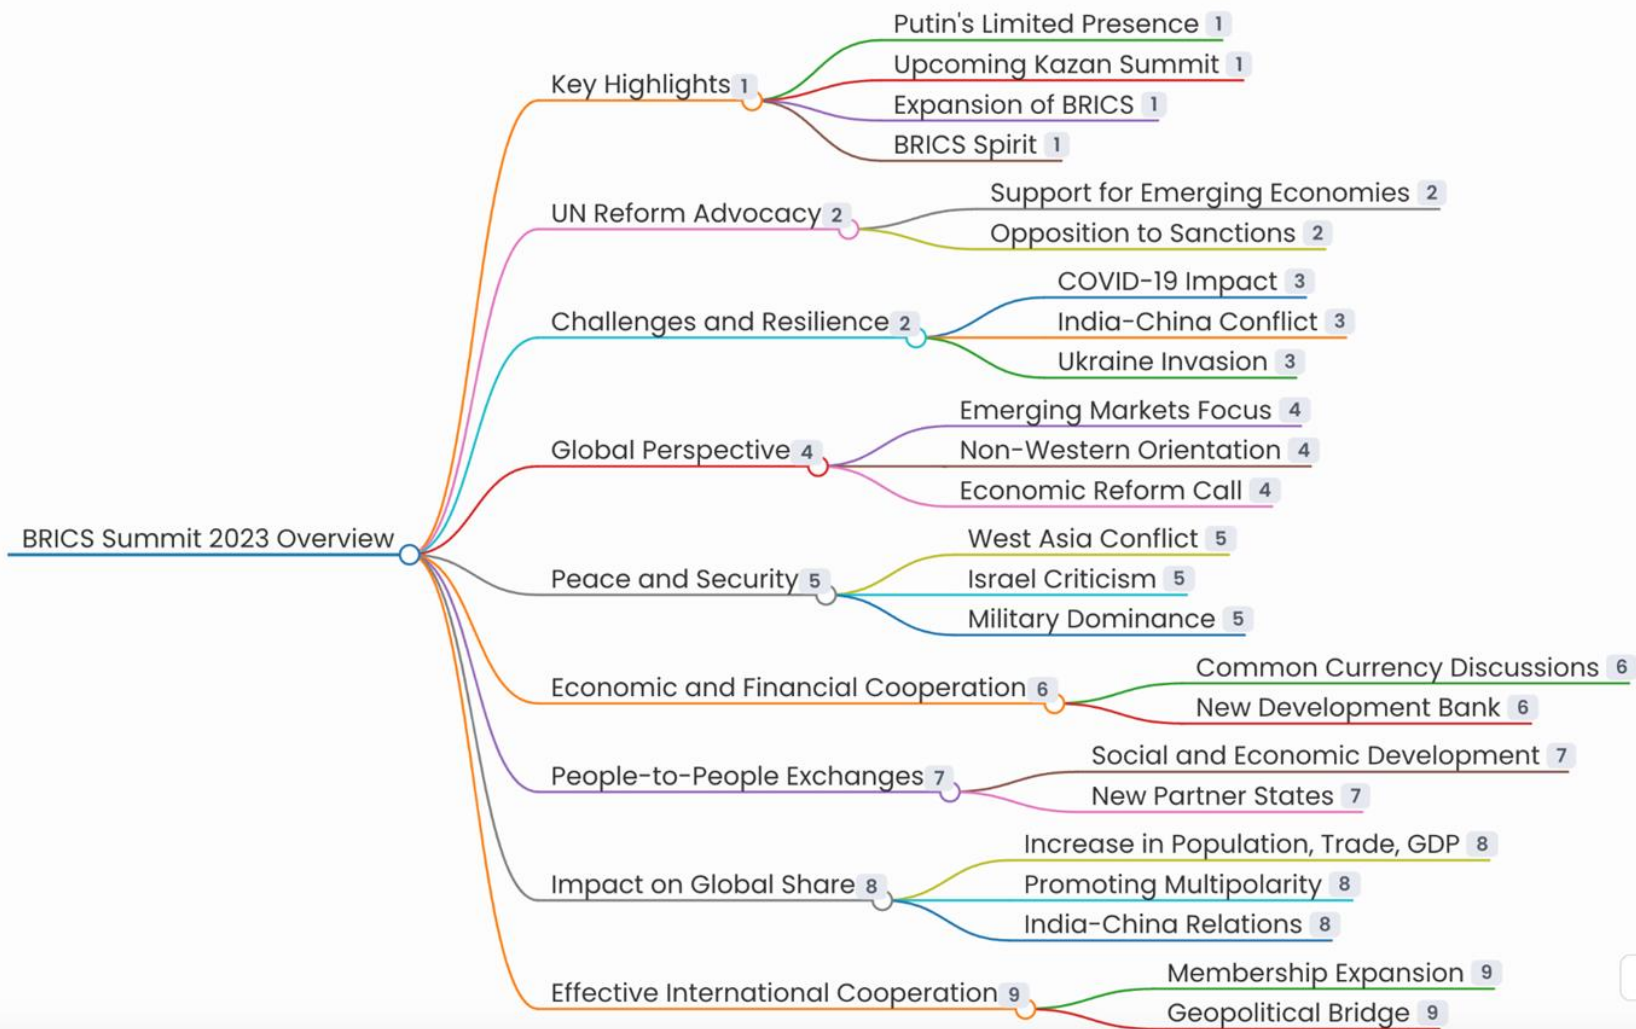 BRICS Summit 2023 Overview
Key Highlights 1
Putin's Limited Presence 1
Upcoming Kazan Summit 1
Expansion of BRICS 1
BRICS Spirit 1
UN Reform Advocacy 2
Support for Emerging Economies 2
Opposition to Sanctions 2
Challenges and Resilience 2
COVID-19 Impact 3
India-China Conflict 3
Ukraine Invasion 3
Global Perspective 4
Emerging Markets Focus 4
Non-Western Orientation 4
Economic Reform Call 4
Peace and Security 5
West Asia Conflict 5
Israel Criticism 5
Military Dominance 5
Economic and Financial Cooperation 6
Common Currency Discussions 6
New Development Bank 6
People-to-People Exchanges 7
Social and Economic Development 7
New Partner States 7
Impact on Global Share 8
Increase in Population, Trade, GDP 8
Promoting Multipolarity 8
India-China Relations 8
Effective International Cooperation 9
Membership Expansion 9
Geopolitical Bridge 9